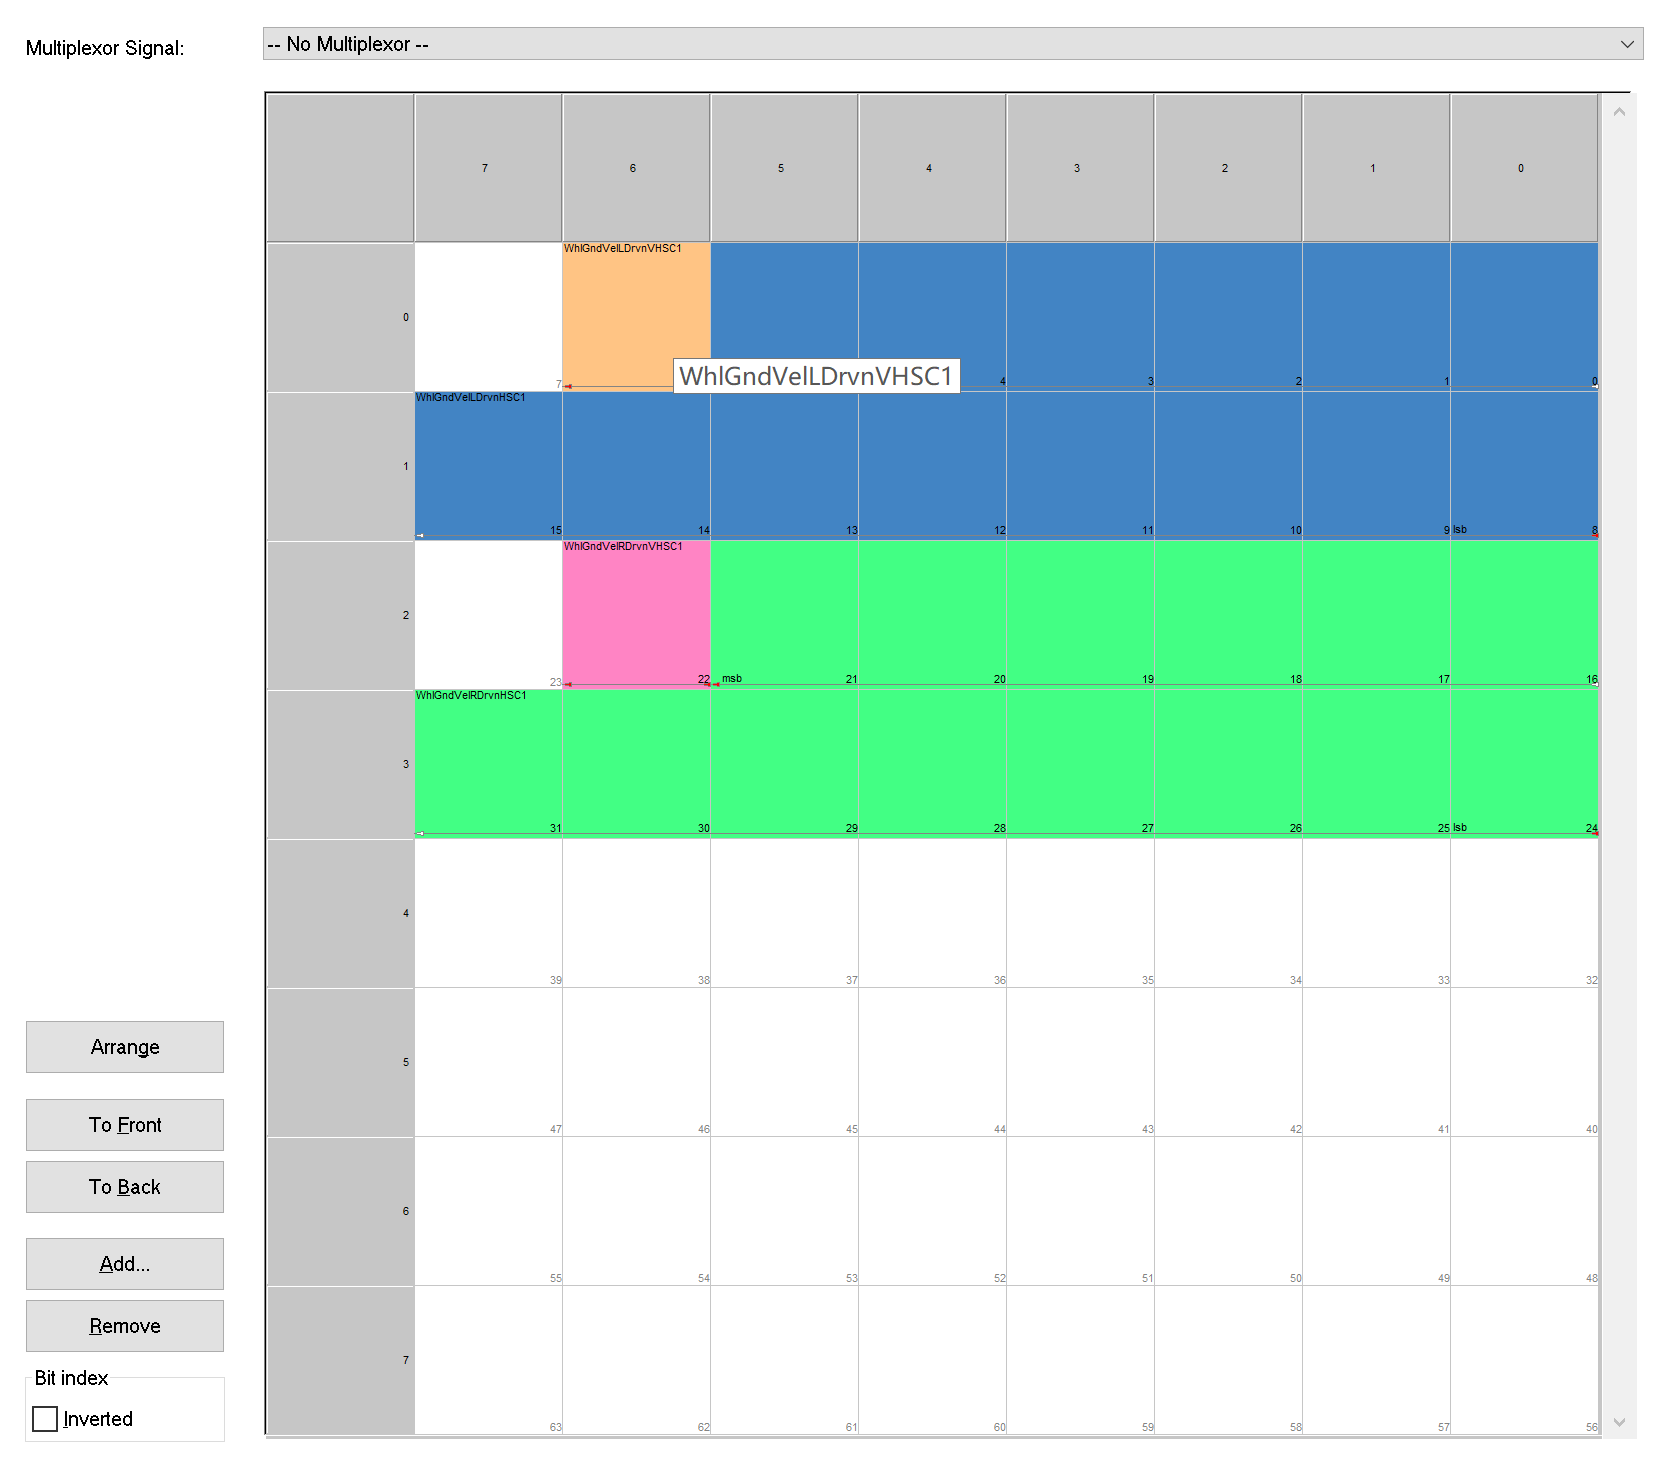 Multiplexor Signal:
-- No Multiplexor --
7 6 5 4 3 2 1 0
WhlGndVelLDrvnVHSC1
0
WhlGndVelLDrvnVHSC1
7 4 3 2 1 0
WhlGndVelLDrvnHSC1
1
15 14 13 12 11 10 9 lsb 8
WhlGndVelRDrvnVHSC1
2
23 22 msb 21 20 19 18 17 16
WhlGndVelRDrvnHSC1
3
31 30 29 28 27 26 25 lsb 24
4
39 38 37 36 35 34 33 32
5
47 46 45 44 43 42 41 40
6
55 54 53 52 51 50 49 48
7
63 62 61 60 59 58 57 56
Arrange
To Front
To Back
Add...
Remove
Bit index
Inverted